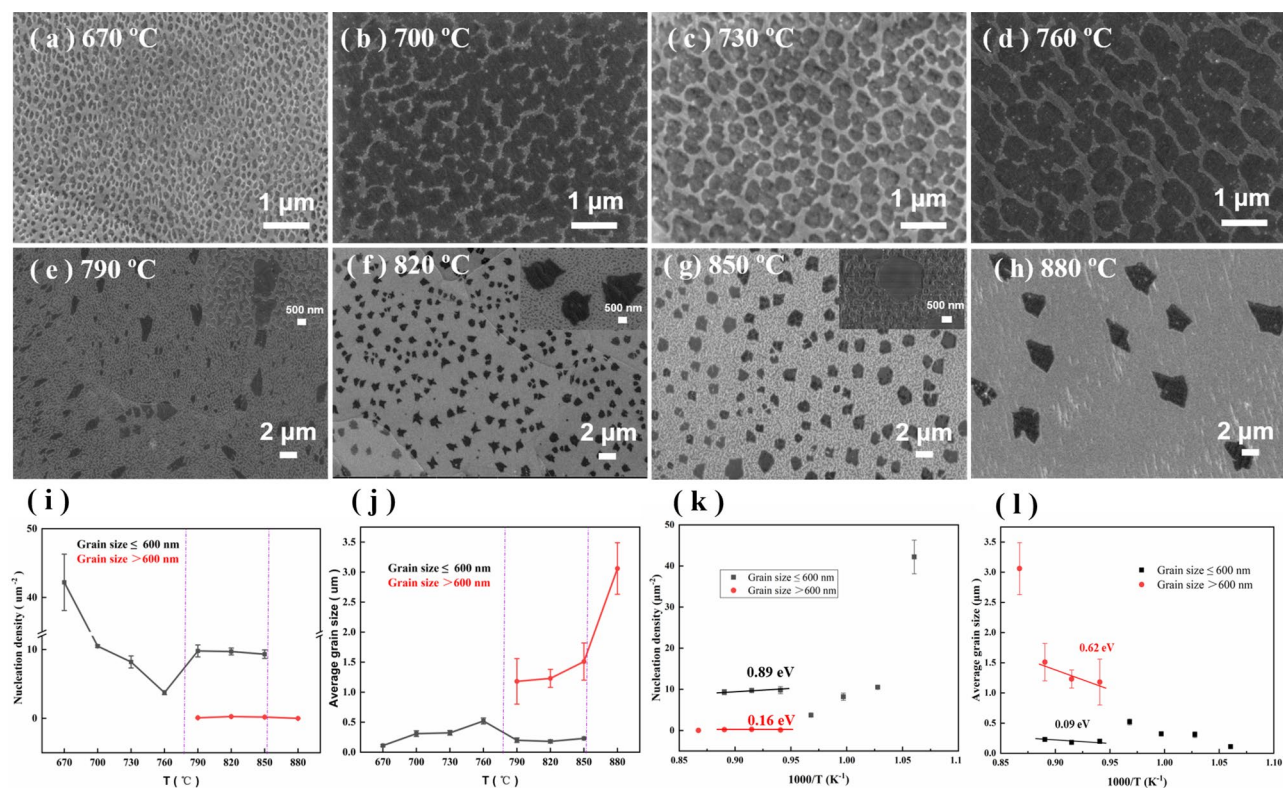 ( a ) 670 ºC
1 µm
( b ) 700 ºC
1 µm
( c ) 730 ºC
1 µm
( d ) 760 ºC
1 µm
( e ) 790 ºC
500 nm
2 µm
( f ) 820 ºC
500 nm
2 µm
( g ) 850 ºC
500 nm
2 µm
( h ) 880 ºC
2 µm
( i )
Nucleation density ( um⁻² )
50
40
10
0
Grain size ≤ 600 nm
Grain size >600 nm
670 700 730 760 790 820 850 880
T ( ℃ )
( j )
Average grain size ( um )
3.5
3.0
2.5
2.0
1.5
1.0
0.5
0.0
Grain size ≤ 600 nm
Grain size >600 nm
670 700 730 760 790 820 850 880
T ( ℃ )
( k )
Nucleation density (µm⁻²)
50
40
30
20
10
0
Grain size ≤ 600 nm
Grain size >600 nm
0.89 eV
0.16 eV
0.85 0.90 0.95 1.00 1.05 1.1
1000/T (K⁻¹)
( l )
Average grain size (µm)
3.5
3.0
2.5
2.0
1.5
1.0
0.5
0.0
Grain size ≤ 600 nm
Grain size >600 nm
0.62 eV
0.09 eV
0.85 0.90 0.95 1.00 1.05 1.10
1000/T (K⁻¹)